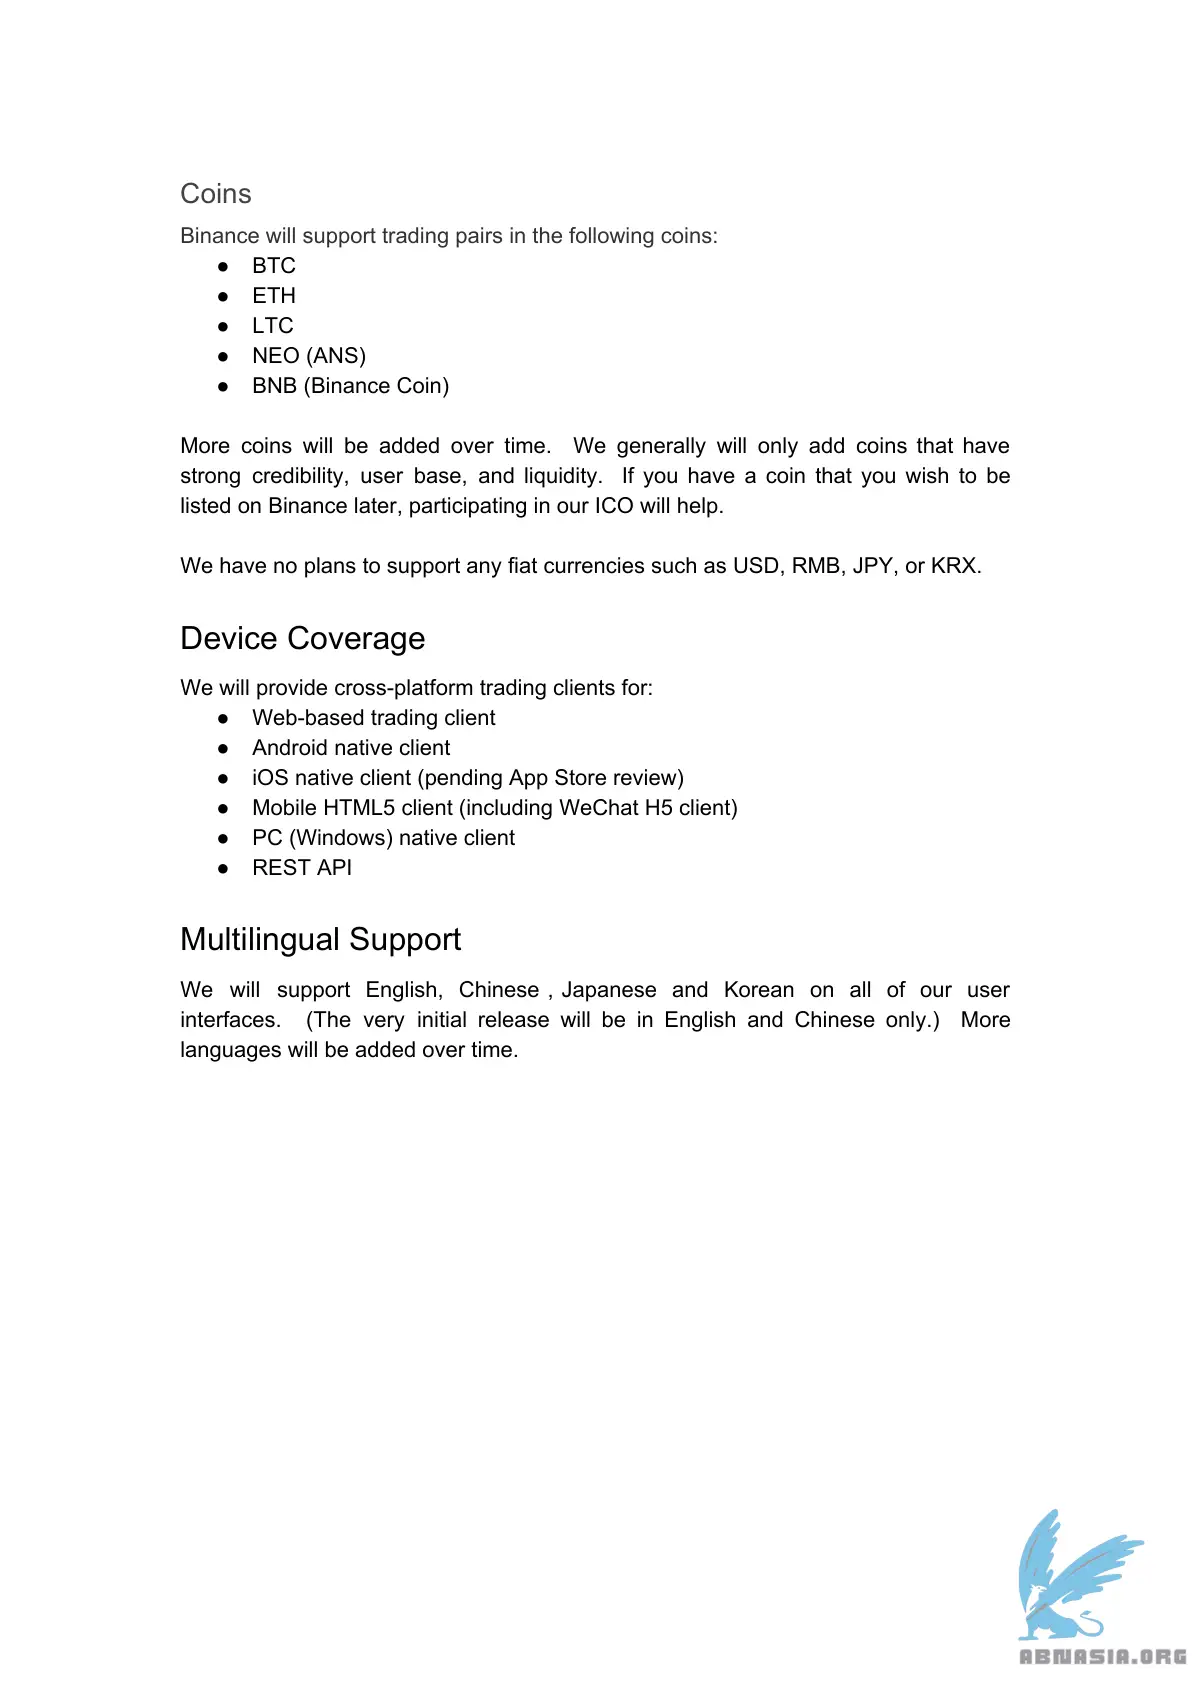 Coins
Binance will support trading pairs in the following coins:
● BTC
● ETH
● LTC
● NEO (ANS)
● BNB (Binance Coin)
More coins will be added over time. We generally will only add coins that have
strong credibility, user base, and liquidity. If you have a coin that you wish to be
listed on Binance later, participating in our ICO will help.
We have no plans to support any fiat currencies such as USD, RMB, JPY, or KRX.
Device Coverage
We will provide cross-platform trading clients for:
● Web-based trading client
● Android native client
● iOS native client (pending App Store review)
● Mobile HTML5 client (including WeChat H5 client)
● PC (Windows) native client
● REST API
Multilingual Support
We will support English, Chinese , Japanese and Korean on all of our user
interfaces. (The very initial release will be in English and Chinese only.) More
languages will be added over time.
ABNASIA.ORG